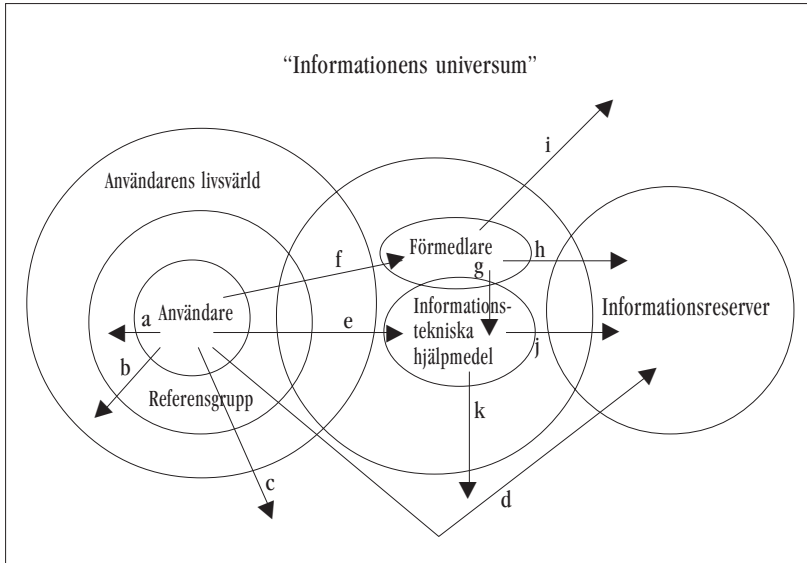 “Informationens universum”
i
Användarens livsvärld
Förmedlare
h
f
g
Användare
a
e
Informations-
tekniska
hjälpmedel
j
Informationsreserver
b
Referensgrupp
k
c
d